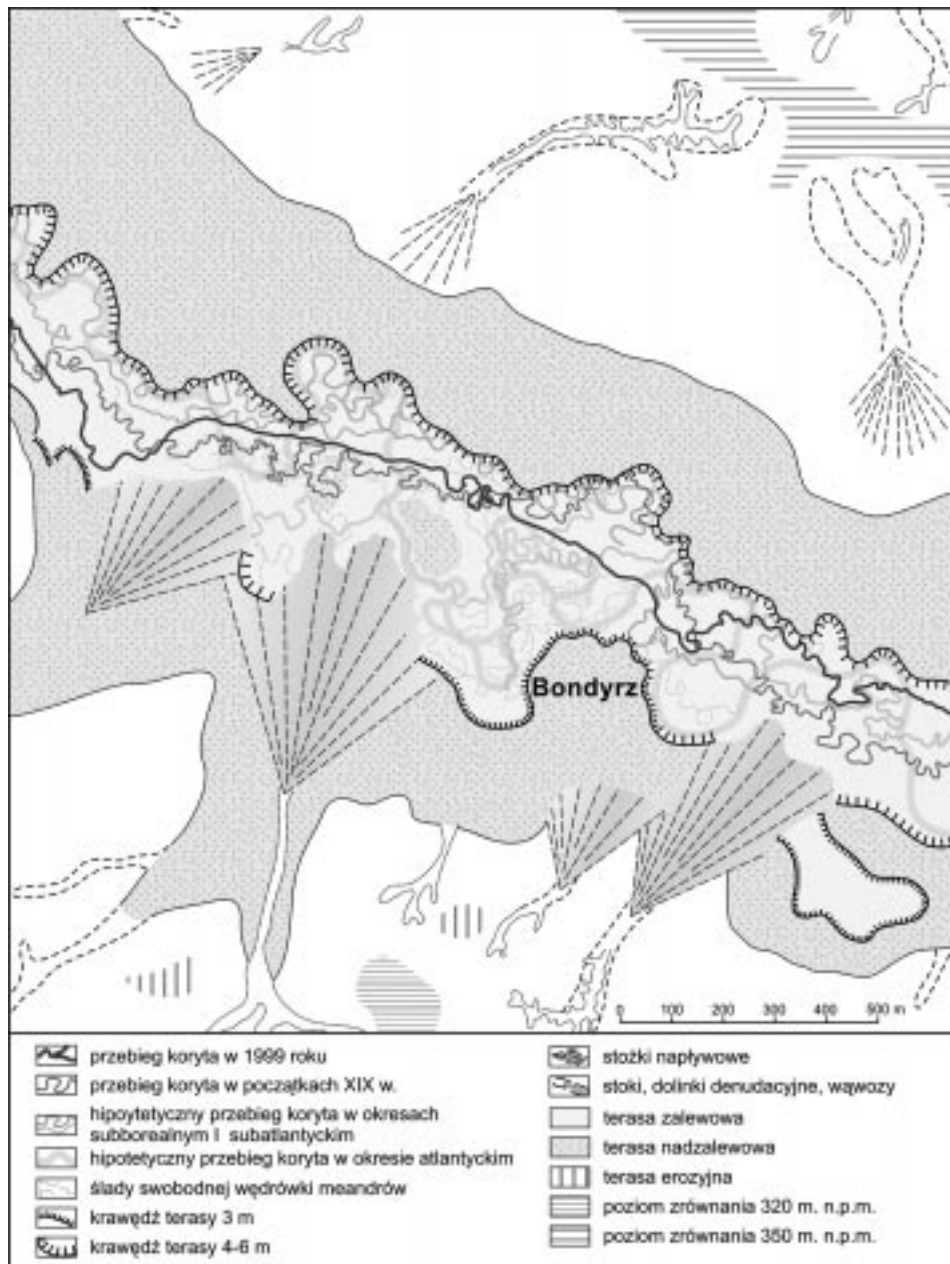 Bondyrz
0 100 200 300 400 500 m
przebieg koryta w 1999 roku
przebieg koryta w początkach XIX w.
hipoytetyczny przebieg koryta w okresach
subborealnym I subatlantyckim
hipotetyczny przebieg koryta w okresie atlantyckim
ślady swobodnej wędrówki meandrów
krawędź terasy 3 m
krawędź terasy 4-6 m
stożki napływowe
stoki, dolinki denudacyjne, wąwozy
terasa zalewowa
terasa nadzalewowa
terasa erozyjna
poziom zrównania 320 m. n.p.m.
poziom zrównania 350 m. n.p.m.